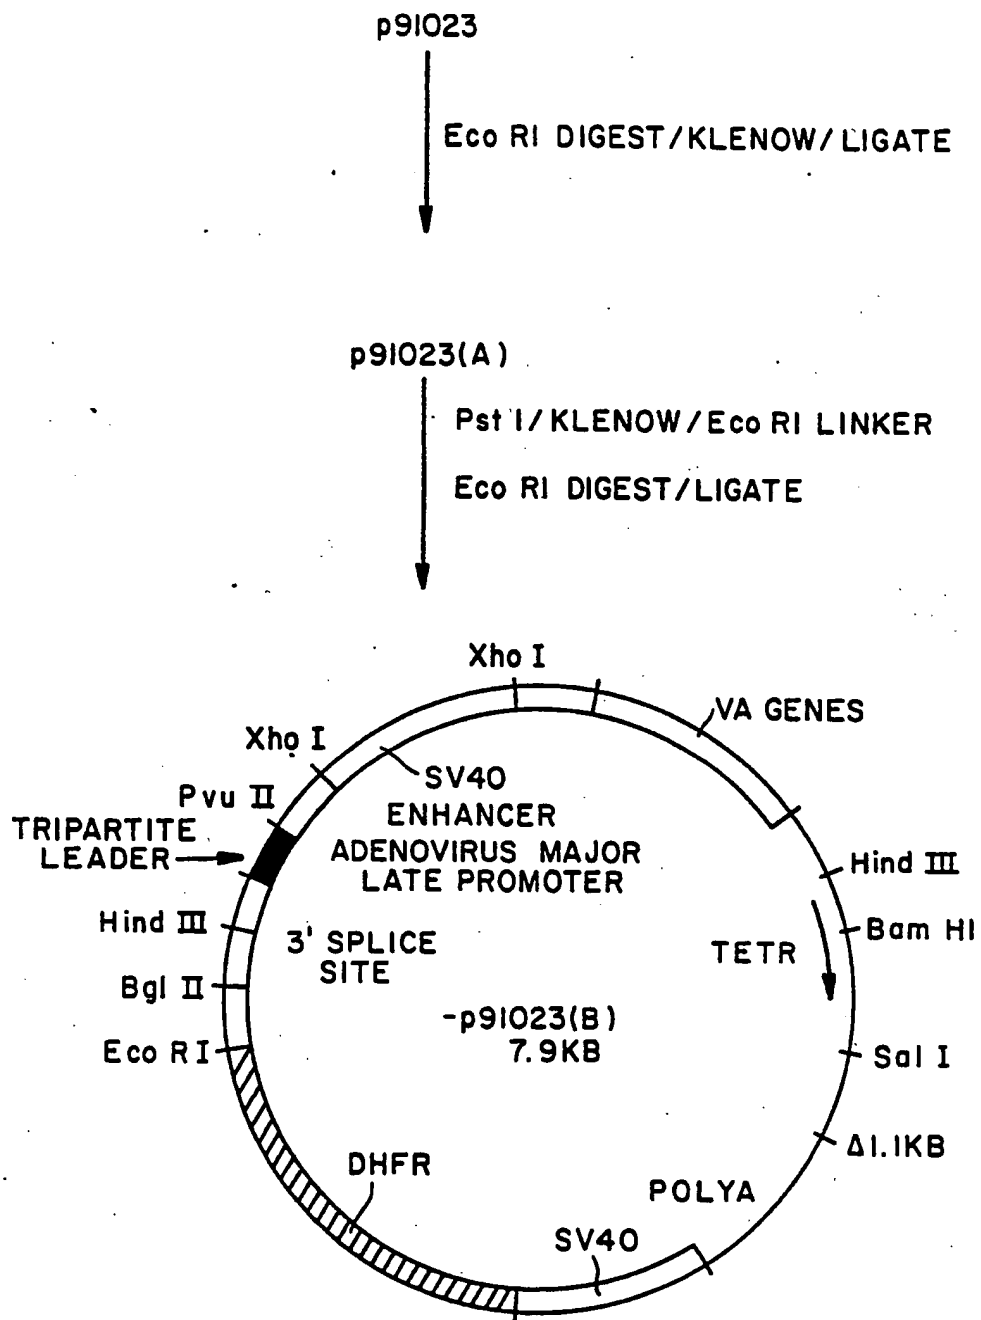 p91023
Eco RI DIGEST/KLENOW/LIGATE
p91023(A)
Pst I/KLENOW/Eco RI LINKER
Eco RI DIGEST/LIGATE
Xho I
VA GENES
Xho I
SV40
ENHANCER
Pvu II
TRIPARTITE
LEADER
ADENOVIRUS MAJOR
LATE PROMOTER
Hind III
Hind III
3' SPLICE
SITE
TETR
Bam HI
Bgl II
-p91023(B)
7.9KB
Eco RI
Sal I
Δ1.1KB
DHFR
POLYA
SV40